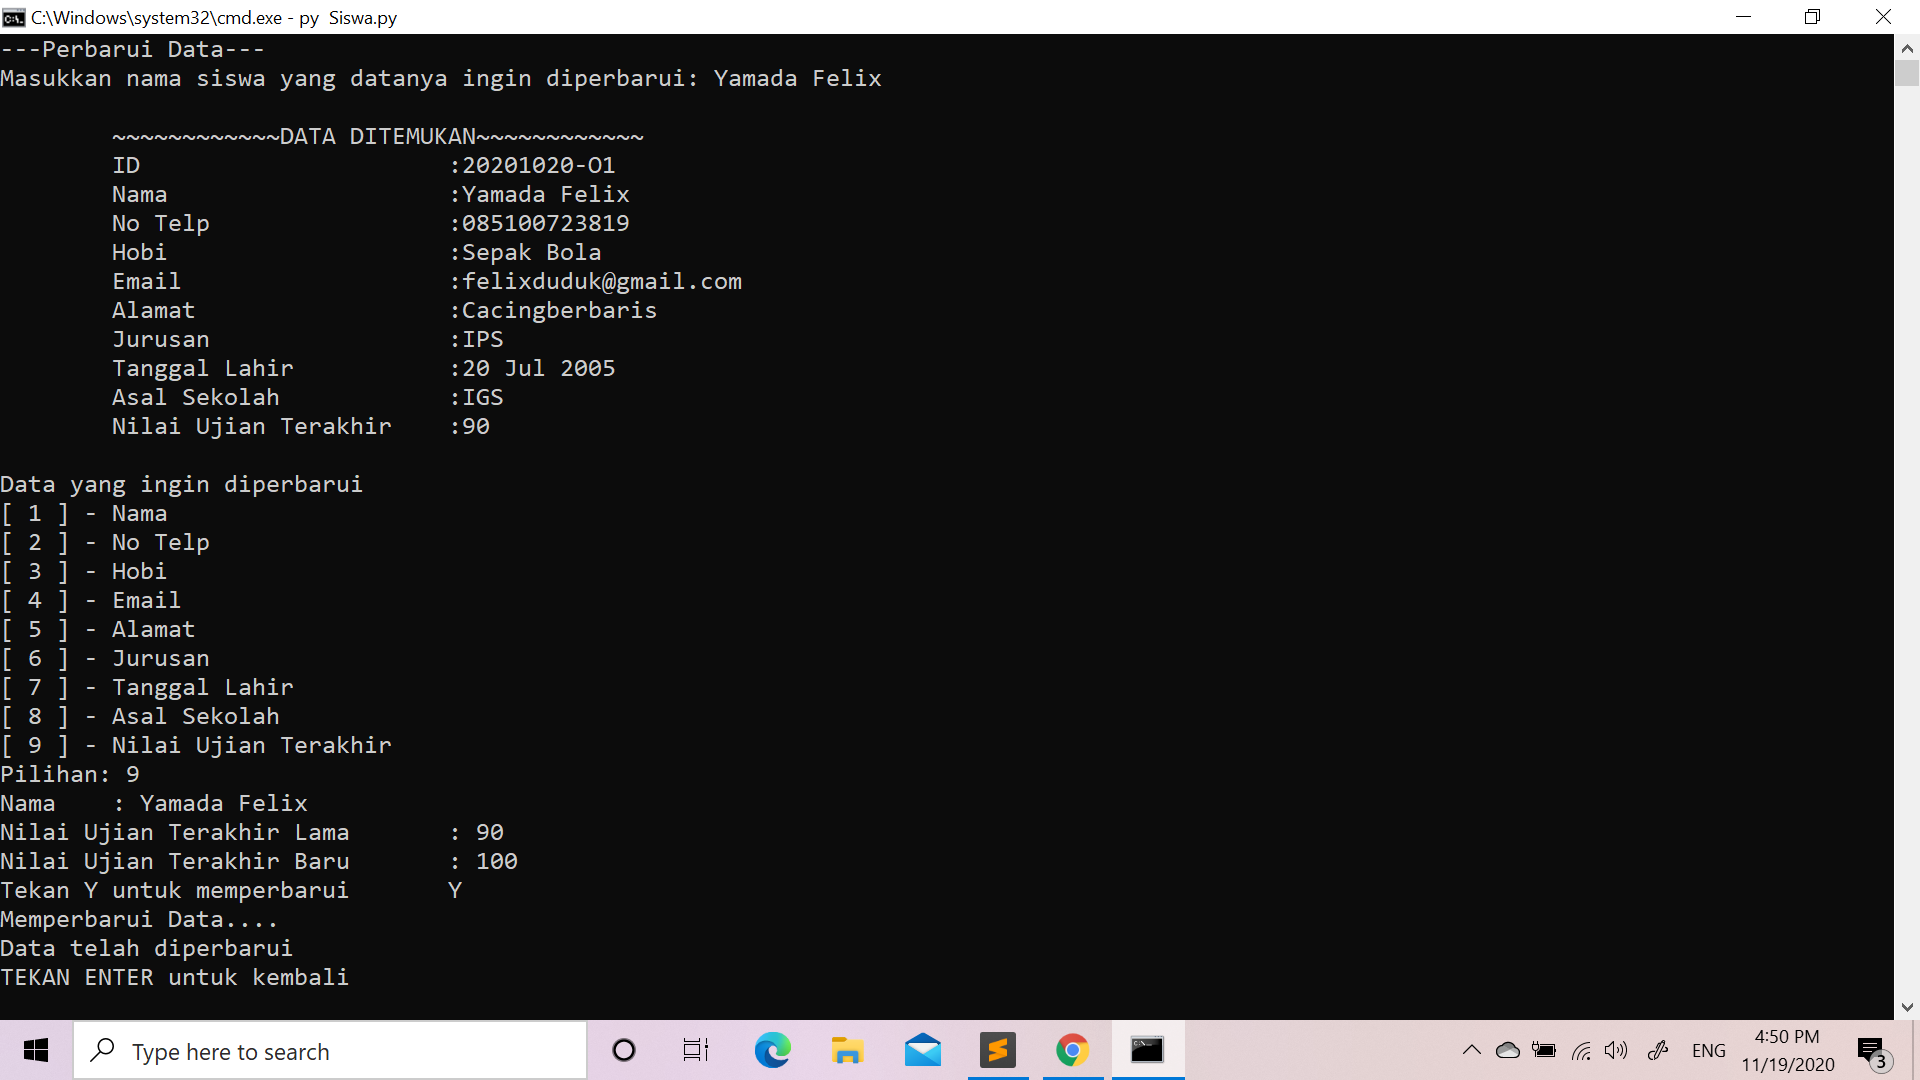 C:\Windows\system32\cmd.exe - py  Siswa.py
---Perbarui Data---
Masukkan nama siswa yang datanya ingin diperbarui: Yamada Felix
~~~~~~~~~~~~DATA DITEMUKAN~~~~~~~~~~~~
ID :20201020-O1
Nama :Yamada Felix
No Telp :085100723819
Hobi :Sepak Bola
Email :felixduduk@gmail.com
Alamat :Cacingberbaris
Jurusan :IPS
Tanggal Lahir :20 Jul 2005
Asal Sekolah :IGS
Nilai Ujian Terakhir :90
Data yang ingin diperbarui
[ 1 ] - Nama
[ 2 ] - No Telp
[ 3 ] - Hobi
[ 4 ] - Email
[ 5 ] - Alamat
[ 6 ] - Jurusan
[ 7 ] - Tanggal Lahir
[ 8 ] - Asal Sekolah
[ 9 ] - Nilai Ujian Terakhir
Pilihan: 9
Nama : Yamada Felix
Nilai Ujian Terakhir Lama : 90
Nilai Ujian Terakhir Baru : 100
Tekan Y untuk memperbarui Y
Memperbarui Data....
Data telah diperbarui
TEKAN ENTER untuk kembali
Type here to search
ENG
4:50 PM
11/19/2020
3